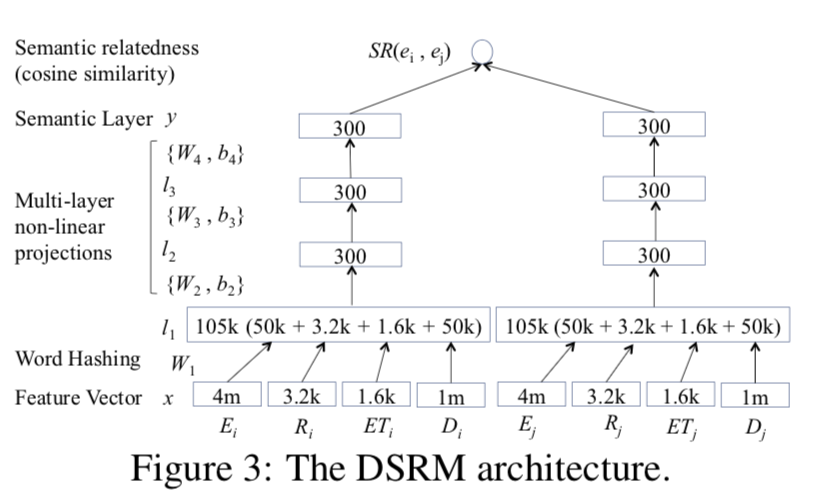 Semantic relatedness
(cosine similarity)
SR(eᵢ , eⱼ)
Semantic Layer y
300 300
{W₄ , b₄}
l₃
300 300
Multi-layer
non-linear
projections
{W₃ , b₃}
l₂
300 300
{W₂ , b₂}
l₁ 105k (50k + 3.2k + 1.6k + 50k) 105k (50k + 3.2k + 1.6k + 50k)
Word Hashing W₁
Feature Vector x 4m 3.2k 1.6k 1m 4m 3.2k 1.6k 1m
Eᵢ Rᵢ ETᵢ Dᵢ Eⱼ Rⱼ ETⱼ Dⱼ
Figure 3: The DSRM architecture.